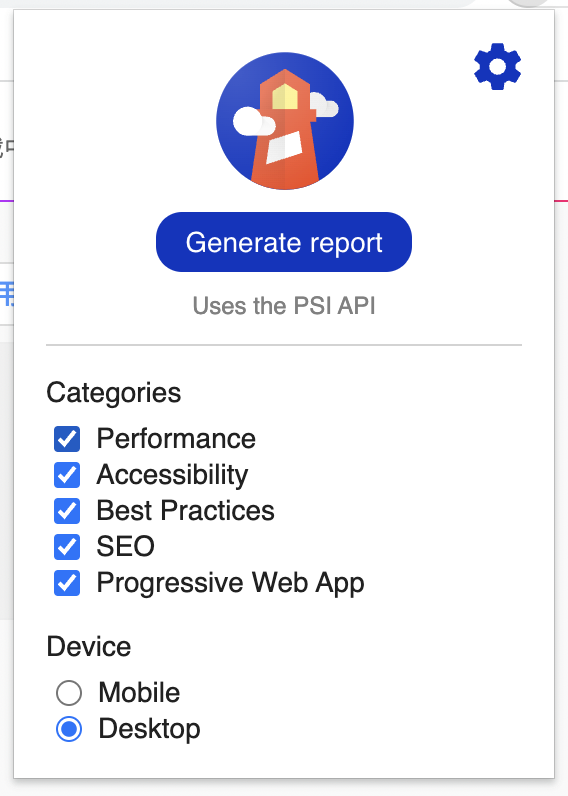 Generate report
Uses the PSI API
Categories
Performance
Accessibility
Best Practices
SEO
Progressive Web App
Device
Mobile
Desktop